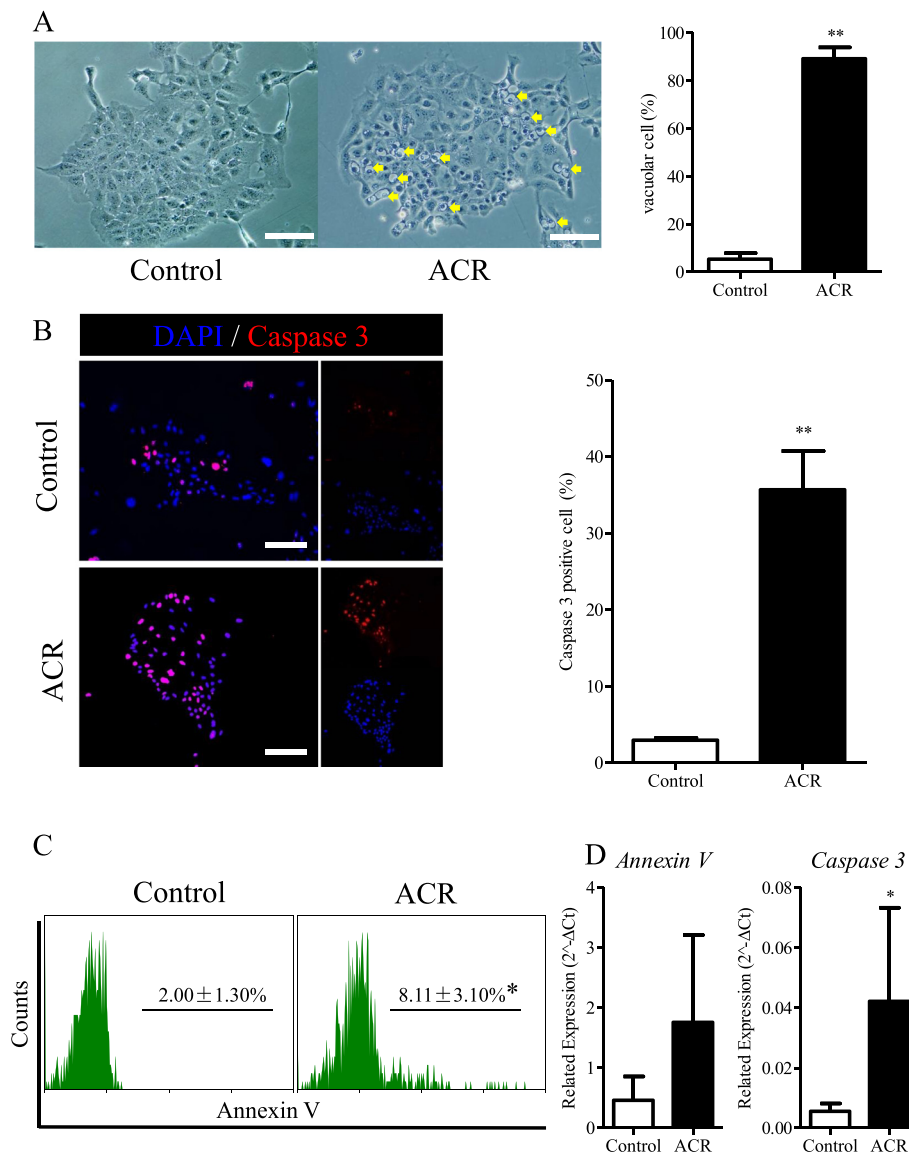 A
Control
ACR
vacuolar cell (%)
100
80
60
40
20
0
**
Control
ACR
B
DAPI / Caspase 3
Control
ACR
Caspase 3 positive cell (%)
50
40
30
20
10
0
**
Control
ACR
C
Control
ACR
Counts
2.00±1.30%
8.11±3.10%*
Annexin V
D
Annexin V
Related Expression (2^-ΔCt)
4
3
2
1
0
Control
ACR
Caspase 3
Related Expression (2^-ΔCt)
0.08
0.06
0.04
0.02
0.00
*
Control
ACR